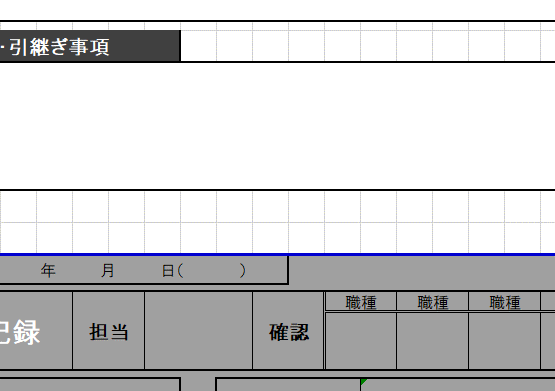 ・引継ぎ事項
年 月 日( )
記録 担当 確認 職種 職種 職種